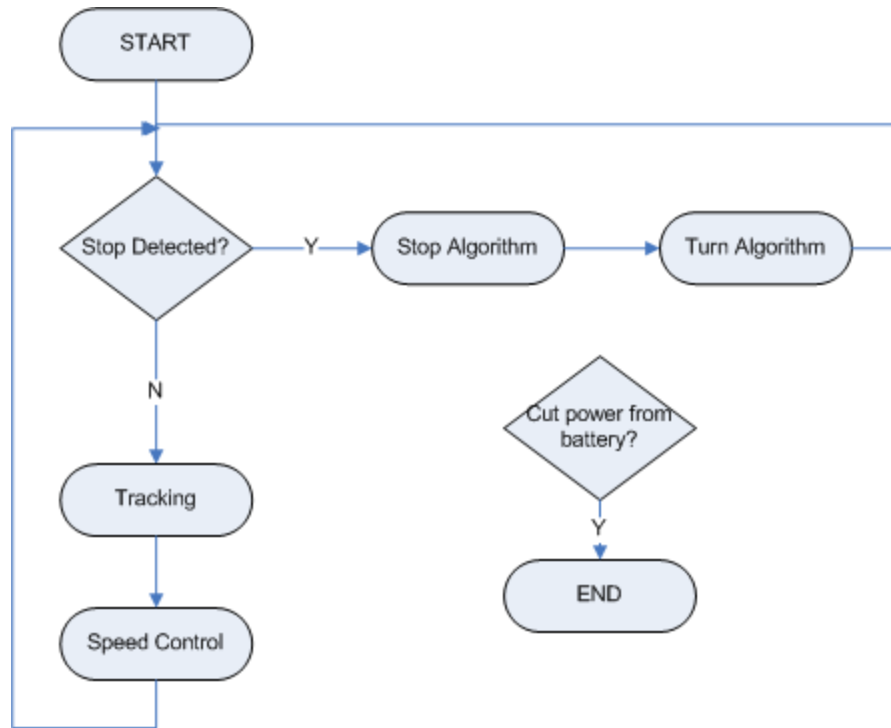 START
Stop Detected?
Y
Stop Algorithm
Turn Algorithm
N
Cut power from
battery?
Tracking
Y
END
Speed Control